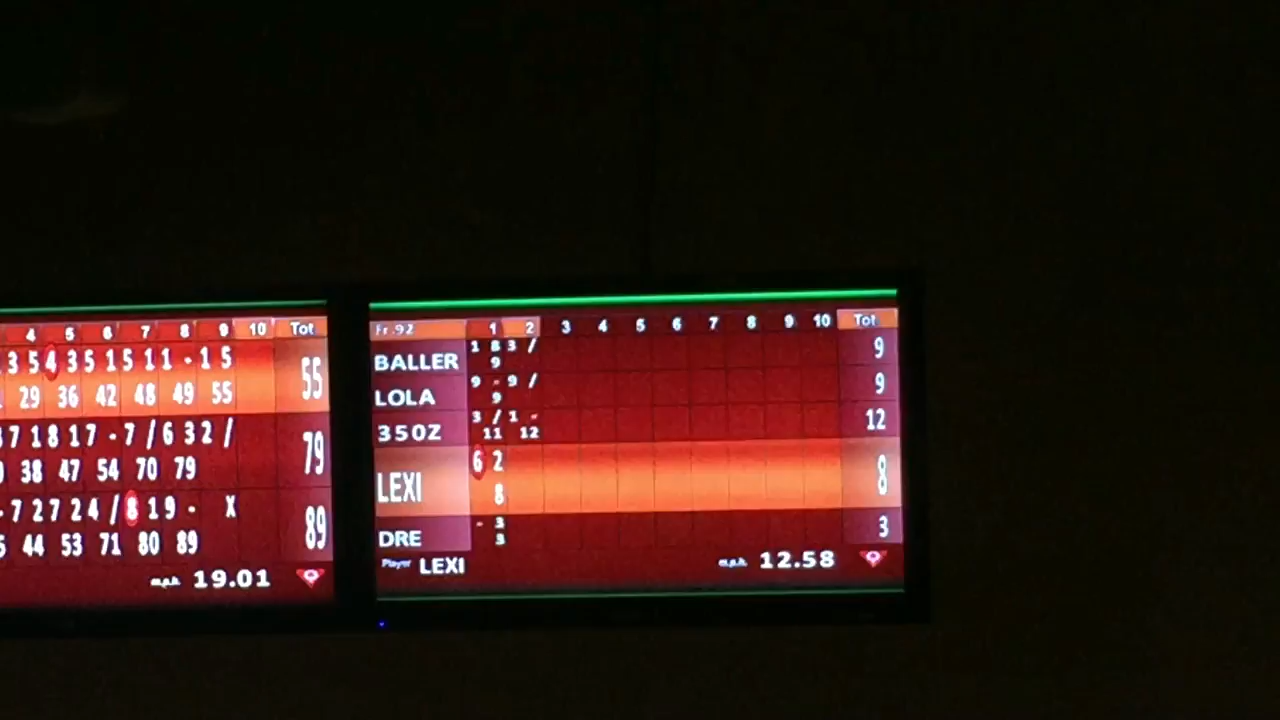 4 5 6 7 8 9 10 Tot
3 5 4 3 5 1 5 1 1 - 1 5
29 36 42 48 49 55 55
7 1 8 1 7 - 7 / 6 3 2 /
38 47 54 70 79 79
- 7 2 7 2 4 / 8 1 9 - X
44 53 71 80 89 89
m.p.h. 19.01
Fr.92 1 2 3 4 5 6 7 8 9 10 Tot
1 8 3 /
BALLER 9 9
9 - 9 /
LOLA 9 9
3 / 1 -
350Z 11 12 12
6 2
LEXI 8 8
- 3
DRE 3 3
Player LEXI m.p.h. 12.58